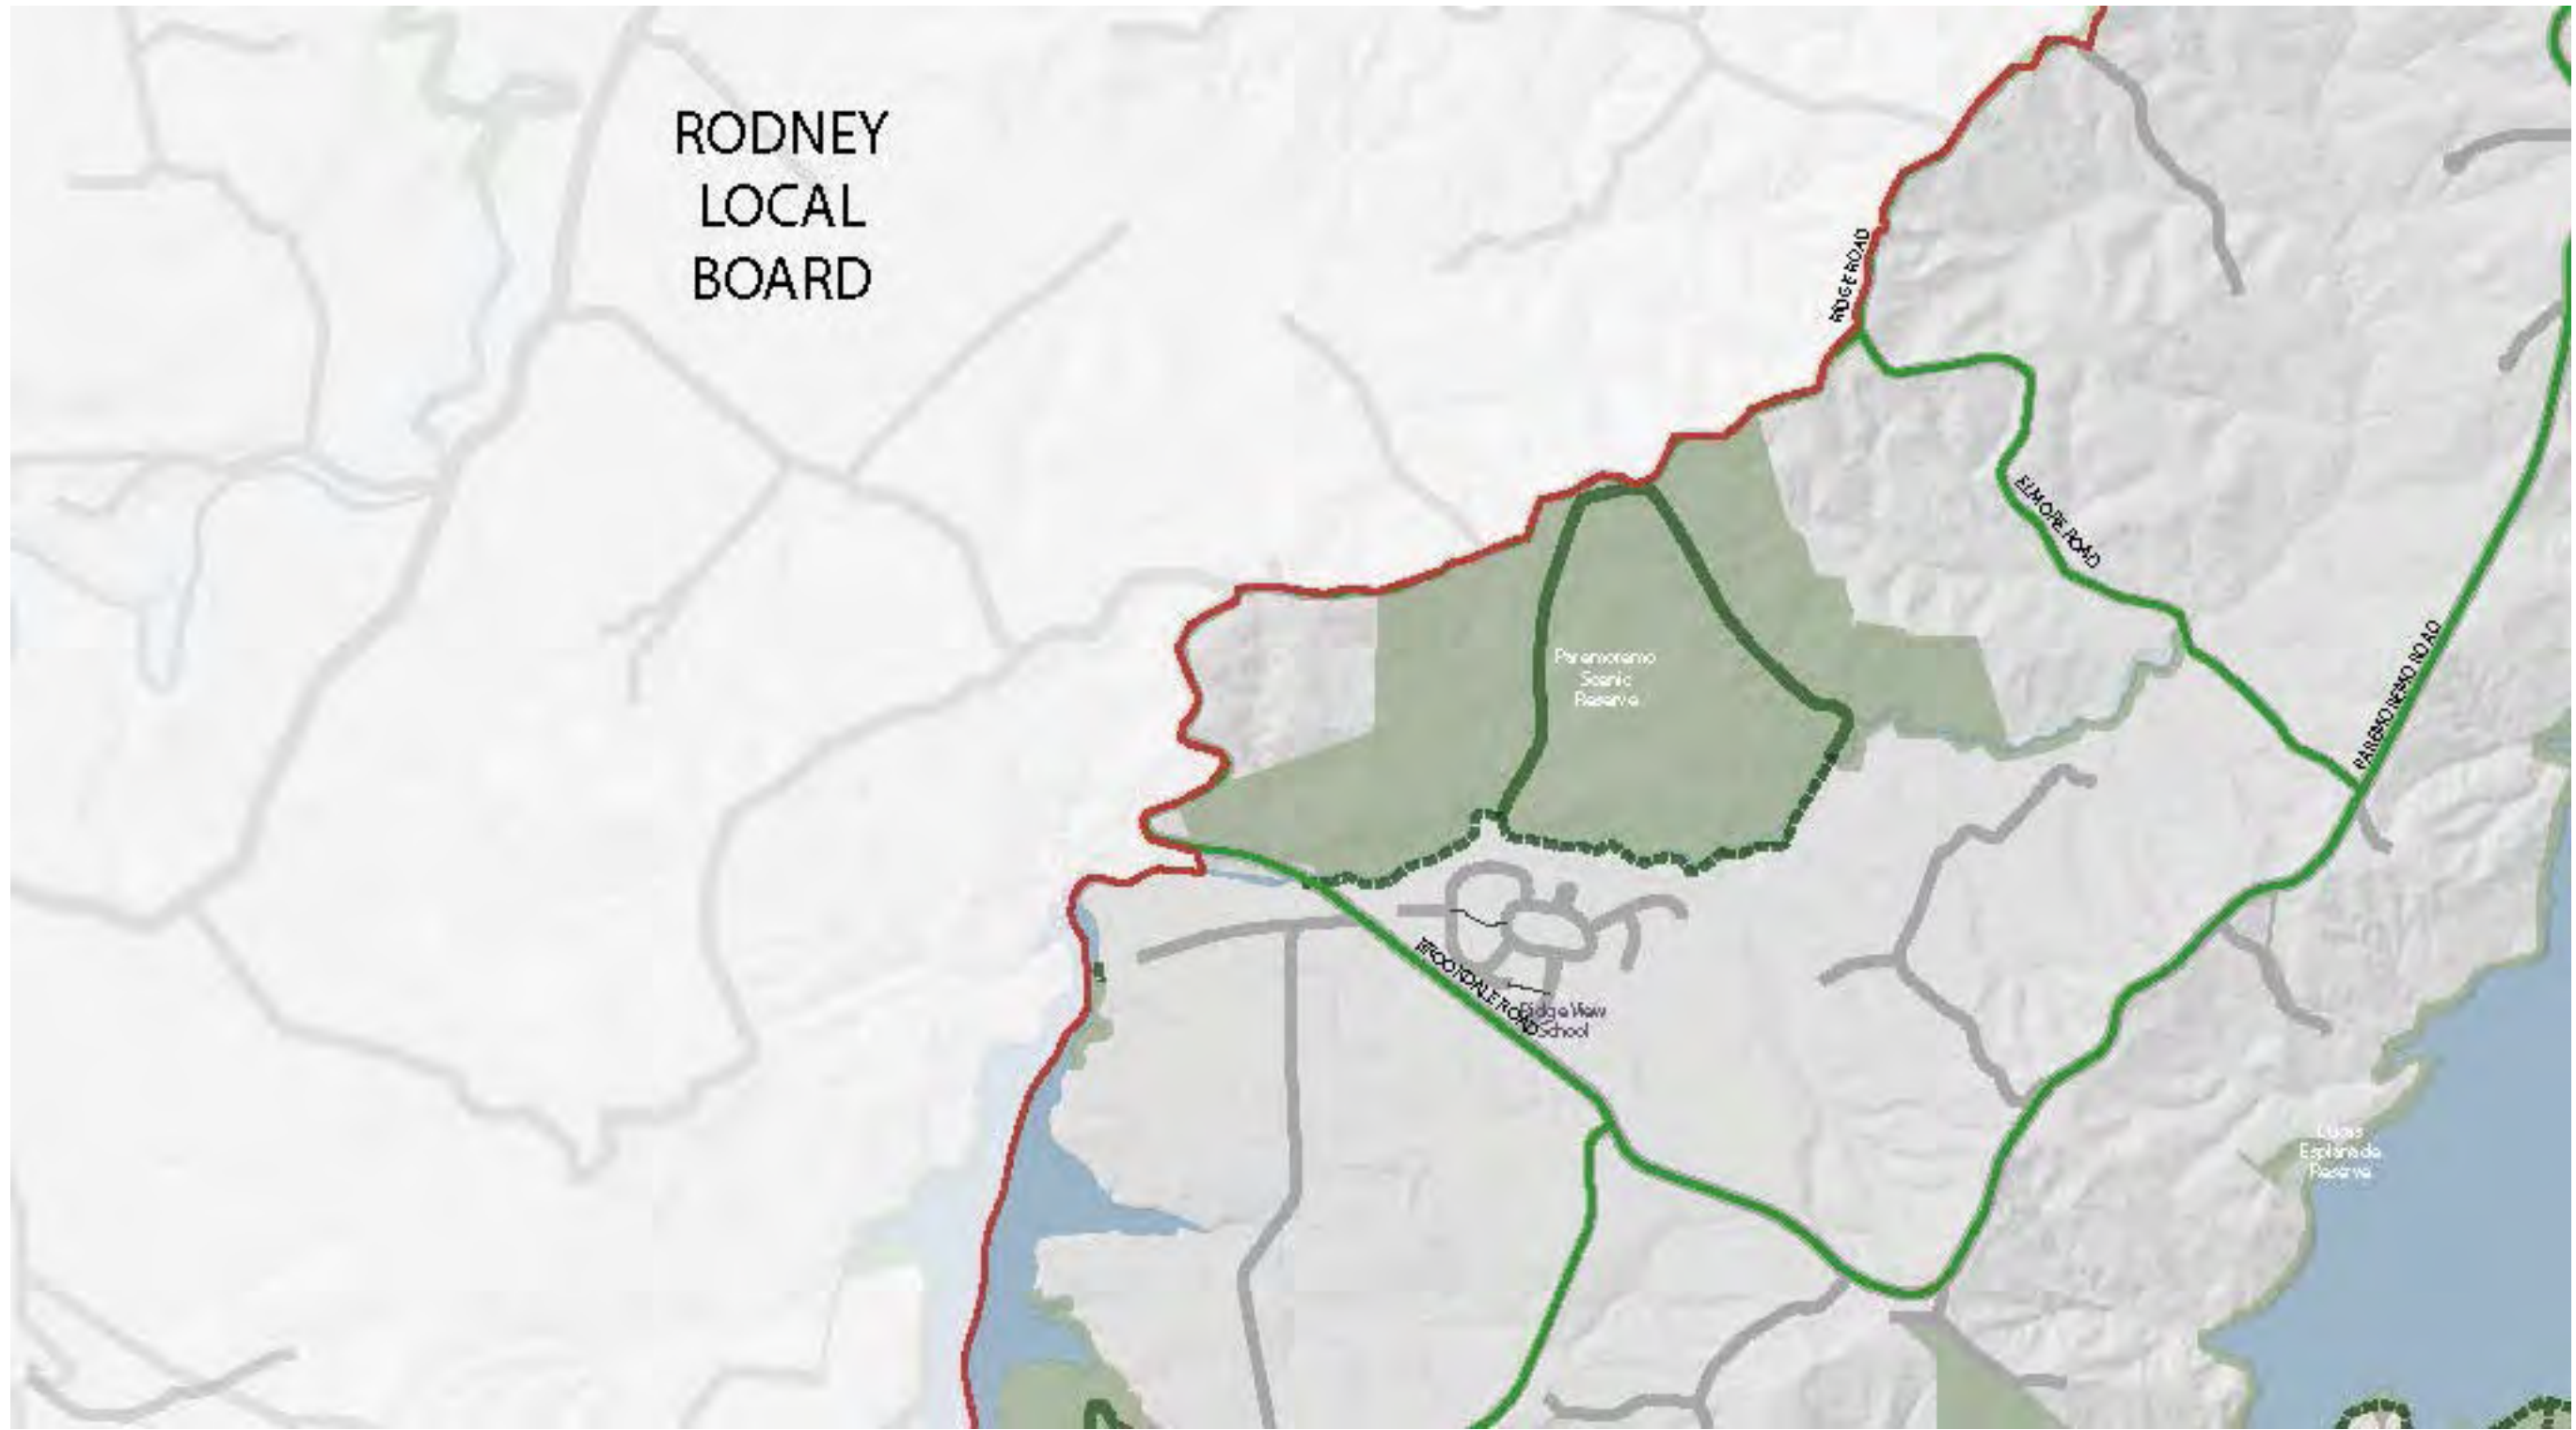 RODNEY
LOCAL
BOARD
RIDGE ROAD
ELMORE ROAD
PAREMOREMO ROAD
Paremoremo
Scenic
Reserve
ROAD
Ridge View
School
Lucas
Esplanade
Reserve